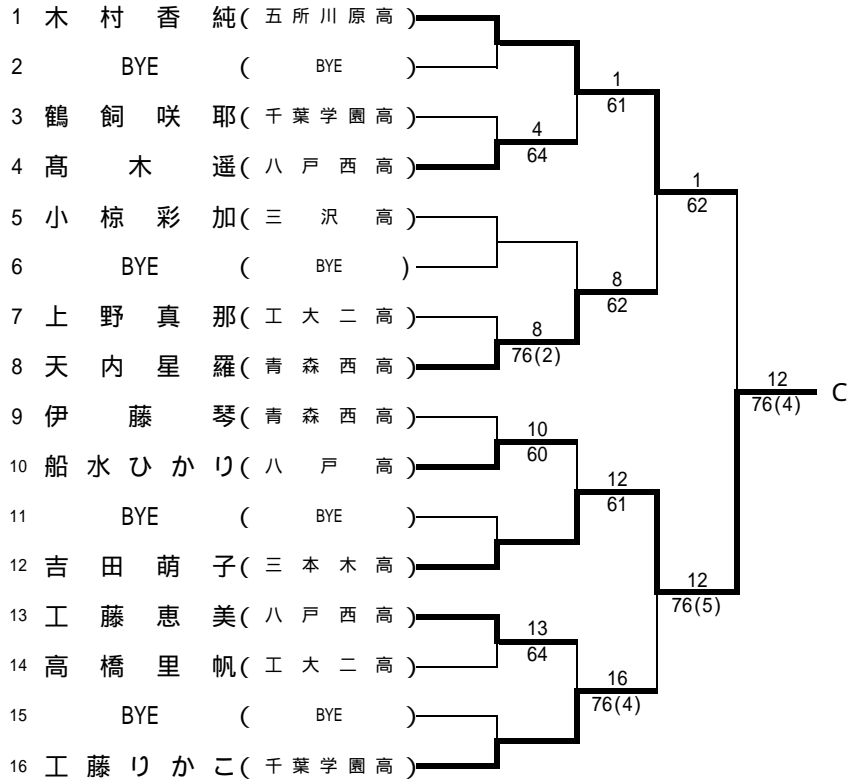 1 木村香純(五所川原高)
2 BYE (BYE)
3 鶴飼咲耶(千葉学園高)
4 髙木遥(八戸西高)
5 小椋彩加(三沢高)
6 BYE (BYE)
7 上野真那(工大二高)
8 天内星羅(青森西高)
9 伊藤琴(青森西高)
10 船水ひかり(八戸高)
11 BYE (BYE)
12 吉田萌子(三本木高)
13 工藤恵美(八戸西高)
14 高橋里帆(工大二高)
15 BYE (BYE)
16 工藤りかこ(千葉学園高)
4
64
8
76(2)
10
60
13
64
1
61
8
62
12
61
16
76(4)
1
62
12
76(5)
12
76(4)
C